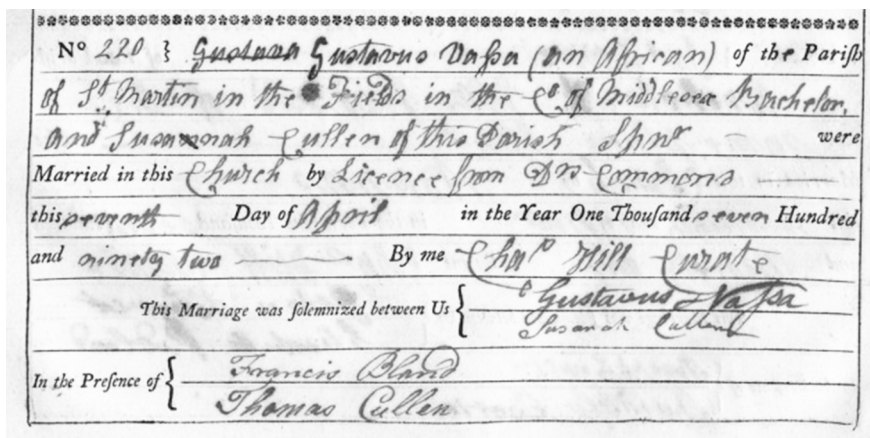 Nº 220 } Gustava Gustavus Vaſsa (an African) of the Pariſh
of Sᵗ Martin in the Fields in the Cº of Middlesex Bachelor,
and Susannah Cullen of this Parish Spʳ were
Married in this Church by Licence from Dʳˢ Commons
this seventh Day of April in the Year One Thouſand seven Hundred
and ninety two By me Chaˢ Hill Curate
This Marriage was ſolemnized between Us { Gustavus Vaſsa
Susanah Cullen
In the Preſence of { Francis Bland
Thomas Cullen